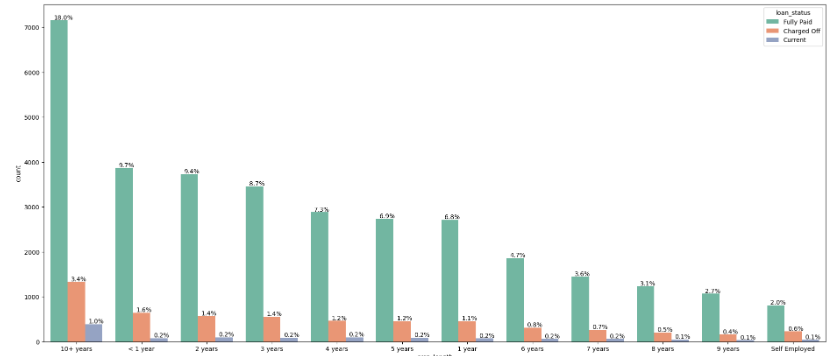 loan_status
Fully Paid
Charged Off
Current
count
7000
6000
5000
4000
3000
2000
1000
0
18.0% 3.4% 1.0%
9.7% 1.6% 0.2%
9.4% 1.4% 0.2%
8.7% 1.4% 0.2%
7.3% 1.2% 0.2%
6.9% 1.2% 0.2%
6.8% 1.1% 0.2%
4.7% 0.8% 0.2%
3.6% 0.7% 0.2%
3.1% 0.5% 0.1%
2.7% 0.4% 0.1%
2.0% 0.6% 0.1%
10+ years < 1 year 2 years 3 years 4 years 5 years 1 year 6 years 7 years 8 years 9 years Self Employed